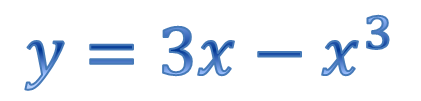 y = 3x − x³